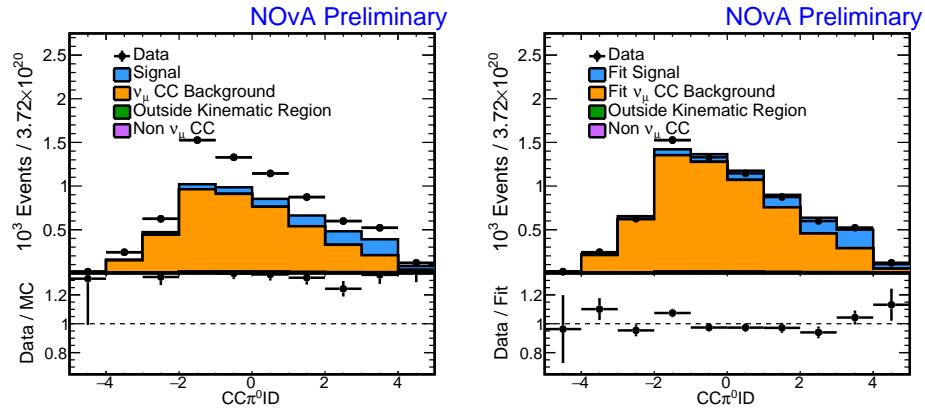 NOvA Preliminary
Data
Signal
νμ CC Background
Outside Kinematic Region
Non νμ CC
10³ Events / 3.72×10²⁰
2.5
2
1.5
1
0.5
Data / MC
1.2
1
0.8
−4 −2 0 2 4
CCπ⁰ID
NOvA Preliminary
Data
Fit Signal
Fit νμ CC Background
Outside Kinematic Region
Non νμ CC
10³ Events / 3.72×10²⁰
2.5
2
1.5
1
0.5
Data / Fit
1.2
1
0.8
−4 −2 0 2 4
CCπ⁰ID